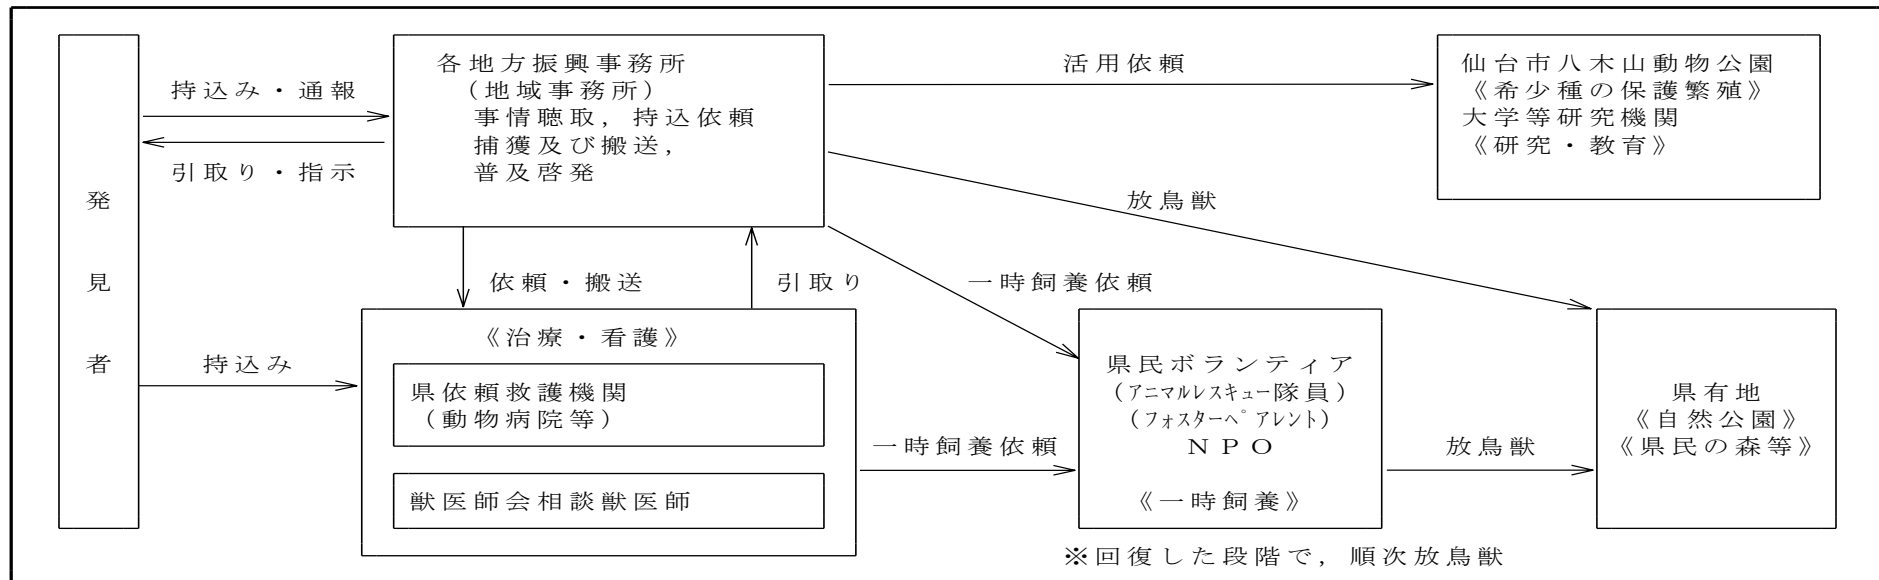 発見者
持込み・通報
引取り・指示
持込み
各地方振興事務所
(地域事務所)
事情聴取，持込依頼
捕獲及び搬送，
普及啓発
依頼・搬送
引取り
《治療・看護》
県依頼救護機関
(動物病院等)
獣医師会相談獣医師
活用依頼
放鳥獣
一時飼養依頼
一時飼養依頼
仙台市八木山動物公園
《希少種の保護繁殖》
大学等研究機関
《研究・教育》
県民ボランティア
(アニマルレスキュー隊員)
(フォスターペアレント)
ＮＰＯ
《一時飼養》
放鳥獣
県有地
《自然公園》
《県民の森等》
※回復した段階で，順次放鳥獣